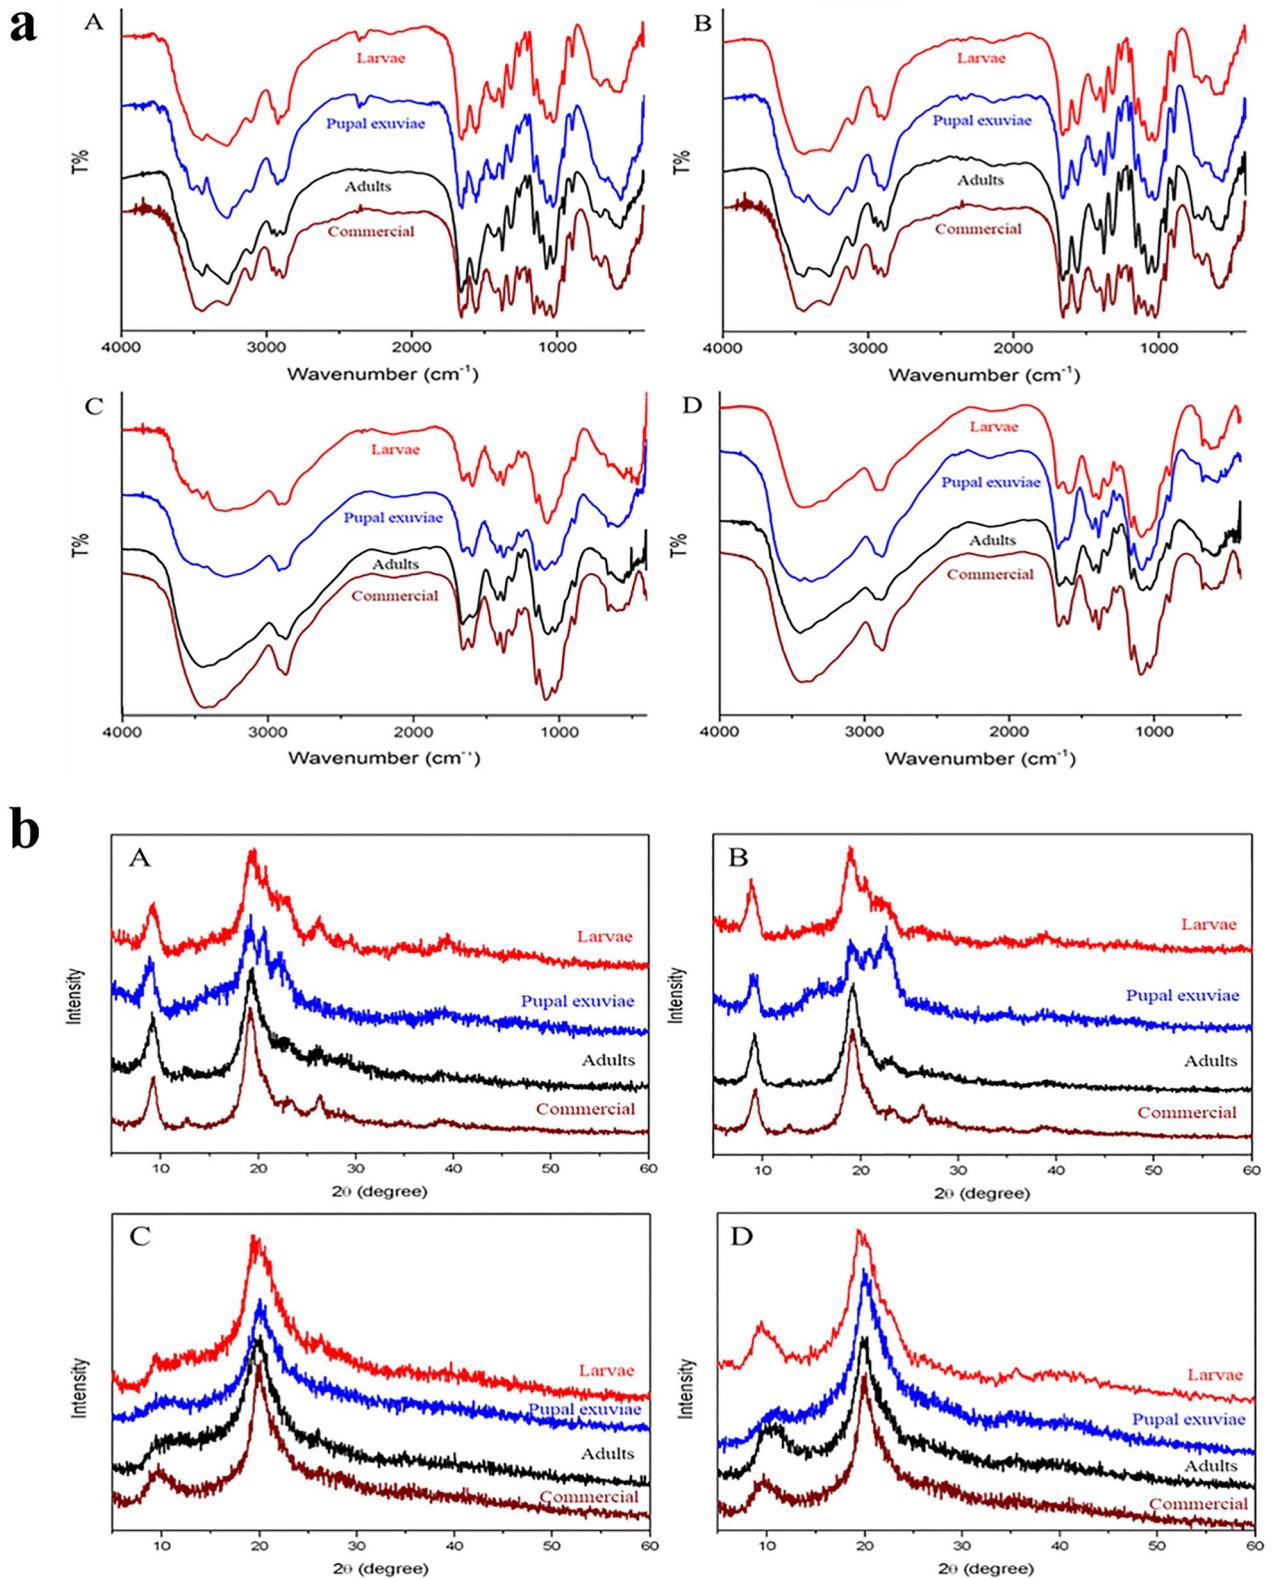 a
A
Larvae
Pupal exuviae
Adults
Commercial
T%
4000 3000 2000 1000
Wavenumber (cm⁻¹)
B
Larvae
Pupal exuviae
Adults
Commercial
T%
4000 3000 2000 1000
Wavenumber (cm⁻¹)
C
Larvae
Pupal exuviae
Adults
Commercial
T%
4000 3000 2000 1000
Wavenumber (cm⁻¹)
D
Larvae
Pupal exuviae
Adults
Commercial
T%
4000 3000 2000 1000
Wavenumber (cm⁻¹)
b
A
Larvae
Pupal exuviae
Adults
Commercial
Intensity
10 20 30 40 50 60
2θ (degree)
B
Larvae
Pupal exuviae
Adults
Commercial
Intensity
10 20 30 40 50 60
2θ (degree)
C
Larvae
Pupal exuviae
Adults
Commercial
Intensity
10 20 30 40 50 60
2θ (degree)
D
Larvae
Pupal exuviae
Adults
Commercial
Intensity
10 20 30 40 50 60
2θ (degree)